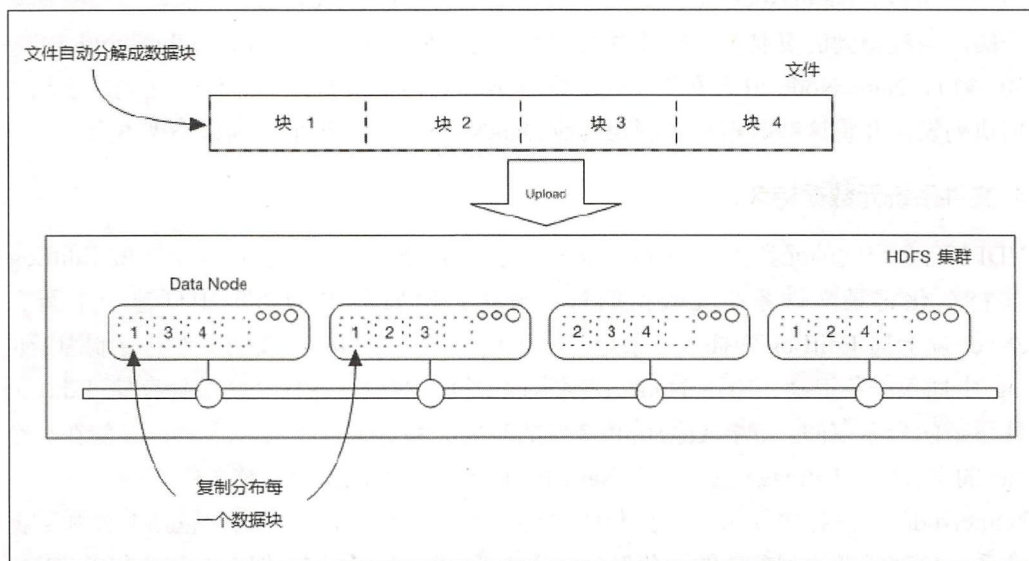 文件自动分解成数据块
文件
块 1 块 2 块 3 块 4
Upload
HDFS 集群
Data Node
1 3 4
1 2 3
2 3 4
1 2 4
复制分布每
一个数据块